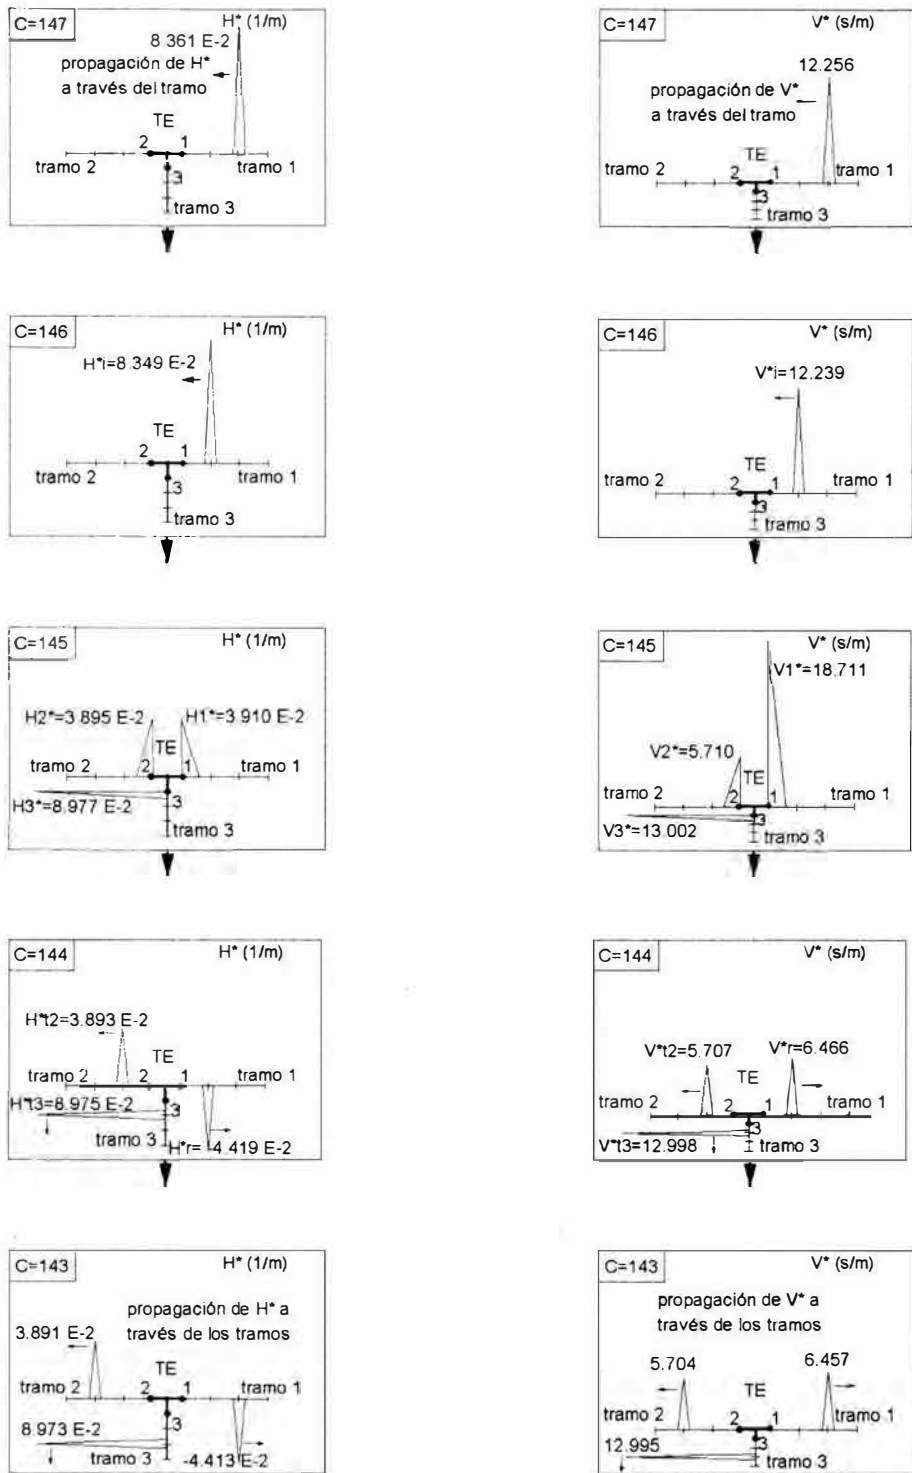 C=147
H* (1/m)
8.361 E-2
propagación de H*
a través del tramo
TE
2 1
tramo 2
tramo 1
3
tramo 3
C=147
V* (s/m)
12.256
propagación de V*
a través del tramo
TE
2 1
tramo 2
tramo 1
3
tramo 3
C=146
H* (1/m)
H*i=8.349 E-2
TE
2 1
tramo 2
tramo 1
3
tramo 3
C=146
V* (s/m)
V*i=12.239
TE
2 1
tramo 2
tramo 1
3
tramo 3
C=145
H* (1/m)
H2*=3.895 E-2
H1*=3.910 E-2
TE
tramo 2
2 1
tramo 1
3
H3*=8.977 E-2
tramo 3
C=145
V* (s/m)
V1*=18.711
V2*=5.710
TE
tramo 2
2 1
tramo 1
3
V3*=13.002
tramo 3
C=144
H* (1/m)
H*t2=3.893 E-2
TE
tramo 2
2 1
tramo 1
H*t3=8.975 E-2
3
tramo 3
H*r= -4.419 E-2
C=144
V* (s/m)
V*t2=5.707
V*r=6.466
TE
tramo 2
2 1
tramo 1
3
V*t3=12.998
tramo 3
C=143
H* (1/m)
propagación de H* a
través de los tramos
3.891 E-2
TE
tramo 2
2 1
tramo 1
3
8.973 E-2
tramo 3
-4.413 E-2
C=143
V* (s/m)
propagación de V* a
través de los tramos
5.704
6.457
TE
tramo 2
2 1
tramo 1
3
12.995
tramo 3